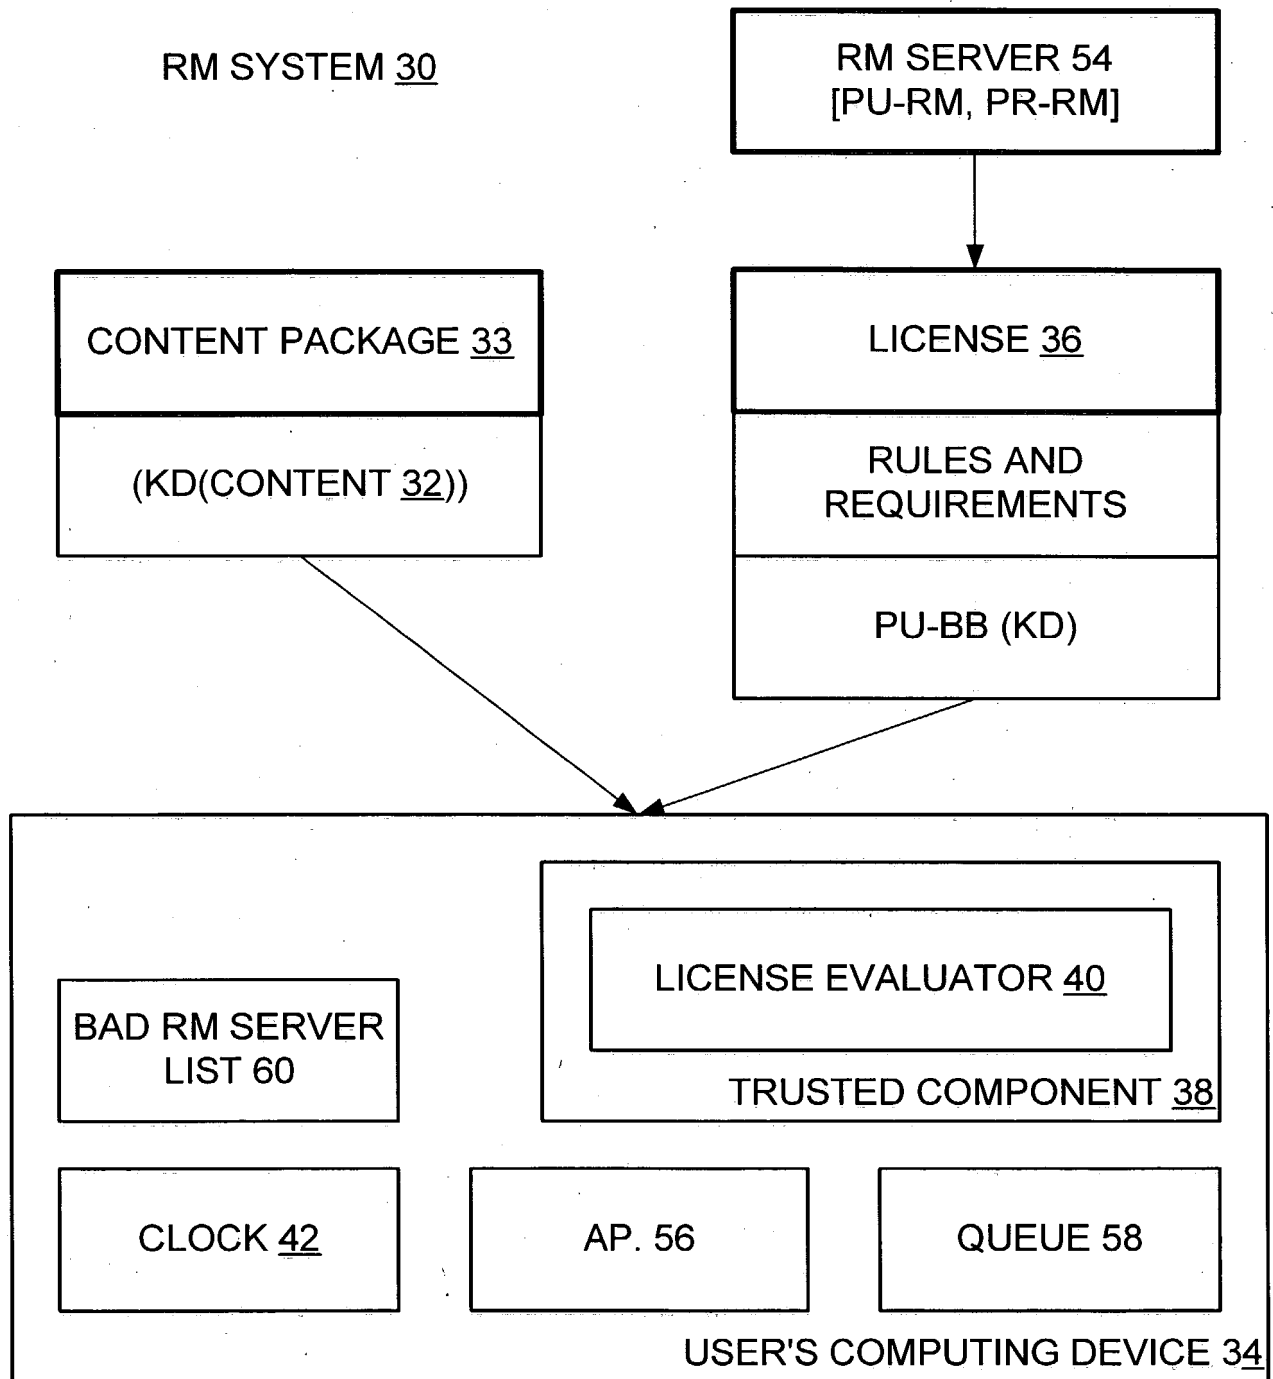 RM SYSTEM 30
RM SERVER 54
[PU-RM, PR-RM]
CONTENT PACKAGE 33
(KD(CONTENT 32))
LICENSE 36
RULES AND
REQUIREMENTS
PU-BB (KD)
LICENSE EVALUATOR 40
TRUSTED COMPONENT 38
BAD RM SERVER
LIST 60
CLOCK 42
AP. 56
QUEUE 58
USER'S COMPUTING DEVICE 34